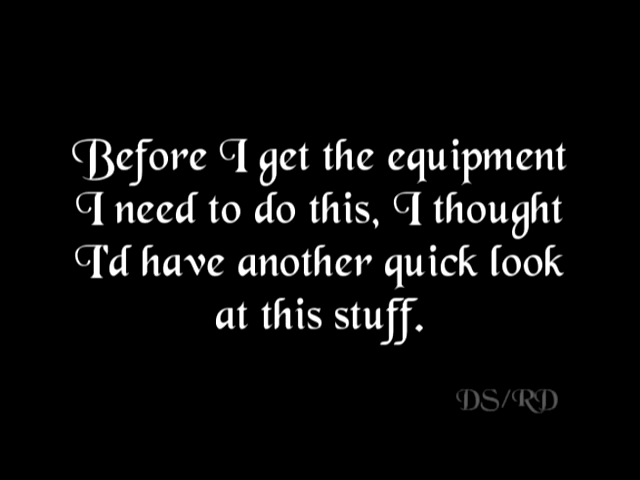 Before I get the equipment
I need to do this, I thought
I'd have another quick look
at this stuff.
DS/RD